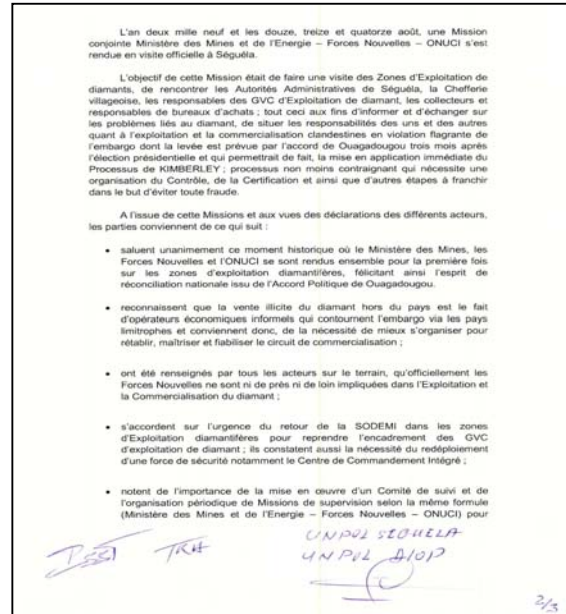 L'an deux mille neuf et les douze, treize et quatorze août, une Mission
conjointe Ministère des Mines et de l'Energie – Forces Nouvelles – ONUCI s'est
rendue en visite officielle à Séguéla.
L'objectif de cette Mission était de faire une visite des Zones d'Exploitation de
diamants, de rencontrer les Autorités Administratives de Séguéla, la Chefferie
villageoise, les responsables des GVC d'Exploitation de diamant, les collecteurs et
responsables de bureaux d'achats ; tout ceci aux fins d'informer et d'échanger sur
les problèmes liés au diamant, de situer les responsabilités des uns et des autres
quant à l'exploitation et la commercialisation clandestines en violation flagrante de
l'embargo dont la levée est prévue par l'accord de Ouagadougou trois mois après
l'élection présidentielle et qui permettrait de fait, la mise en application immédiate du
Processus de KIMBERLEY ; processus non moins contraignant qui nécessite une
organisation du Contrôle, de la Certification et ainsi que d'autres étapes à franchir
dans le but d'éviter toute fraude.
A l'issue de cette Missions et aux vues des déclarations des différents acteurs,
les parties conviennent de ce qui suit :
• saluent unanimement ce moment historique où le Ministère des Mines, les
Forces Nouvelles et l'ONUCI se sont rendus ensemble pour la première fois
sur les zones d'exploitation diamantifères, félicitant ainsi l'esprit de
réconciliation nationale issu de l'Accord Politique de Ouagadougou.
• reconnaissent que la vente illicite du diamant hors du pays est le fait
d'opérateurs économiques informels qui contournent l'embargo via les pays
limitrophes et conviennent donc, de la nécessité de mieux s'organiser pour
rétablir, maîtriser et fiabiliser le circuit de commercialisation ;
• ont été renseignés par tous les acteurs sur le terrain, qu'officiellement les
Forces Nouvelles ne sont ni de près ni de loin impliquées dans l'Exploitation et
la Commercialisation du diamant ;
• s'accordent sur l'urgence du retour de la SODEMI dans les zones
d'Exploitation diamantifères pour reprendre l'encadrement des GVC
d'exploitation de diamant ; ils constatent aussi la nécessité du redéploiement
d'une force de sécurité notamment le Centre de Commandement Intégré ;
• notent de l'importance de la mise en œuvre d'un Comité de suivi et de
l'organisation périodique de Missions de supervision selon la même formule
(Ministère des Mines et de l'Energie – Forces Nouvelles – ONUCI) pour
UNPOL SEGUELA
UNPOL DIOP
2/3